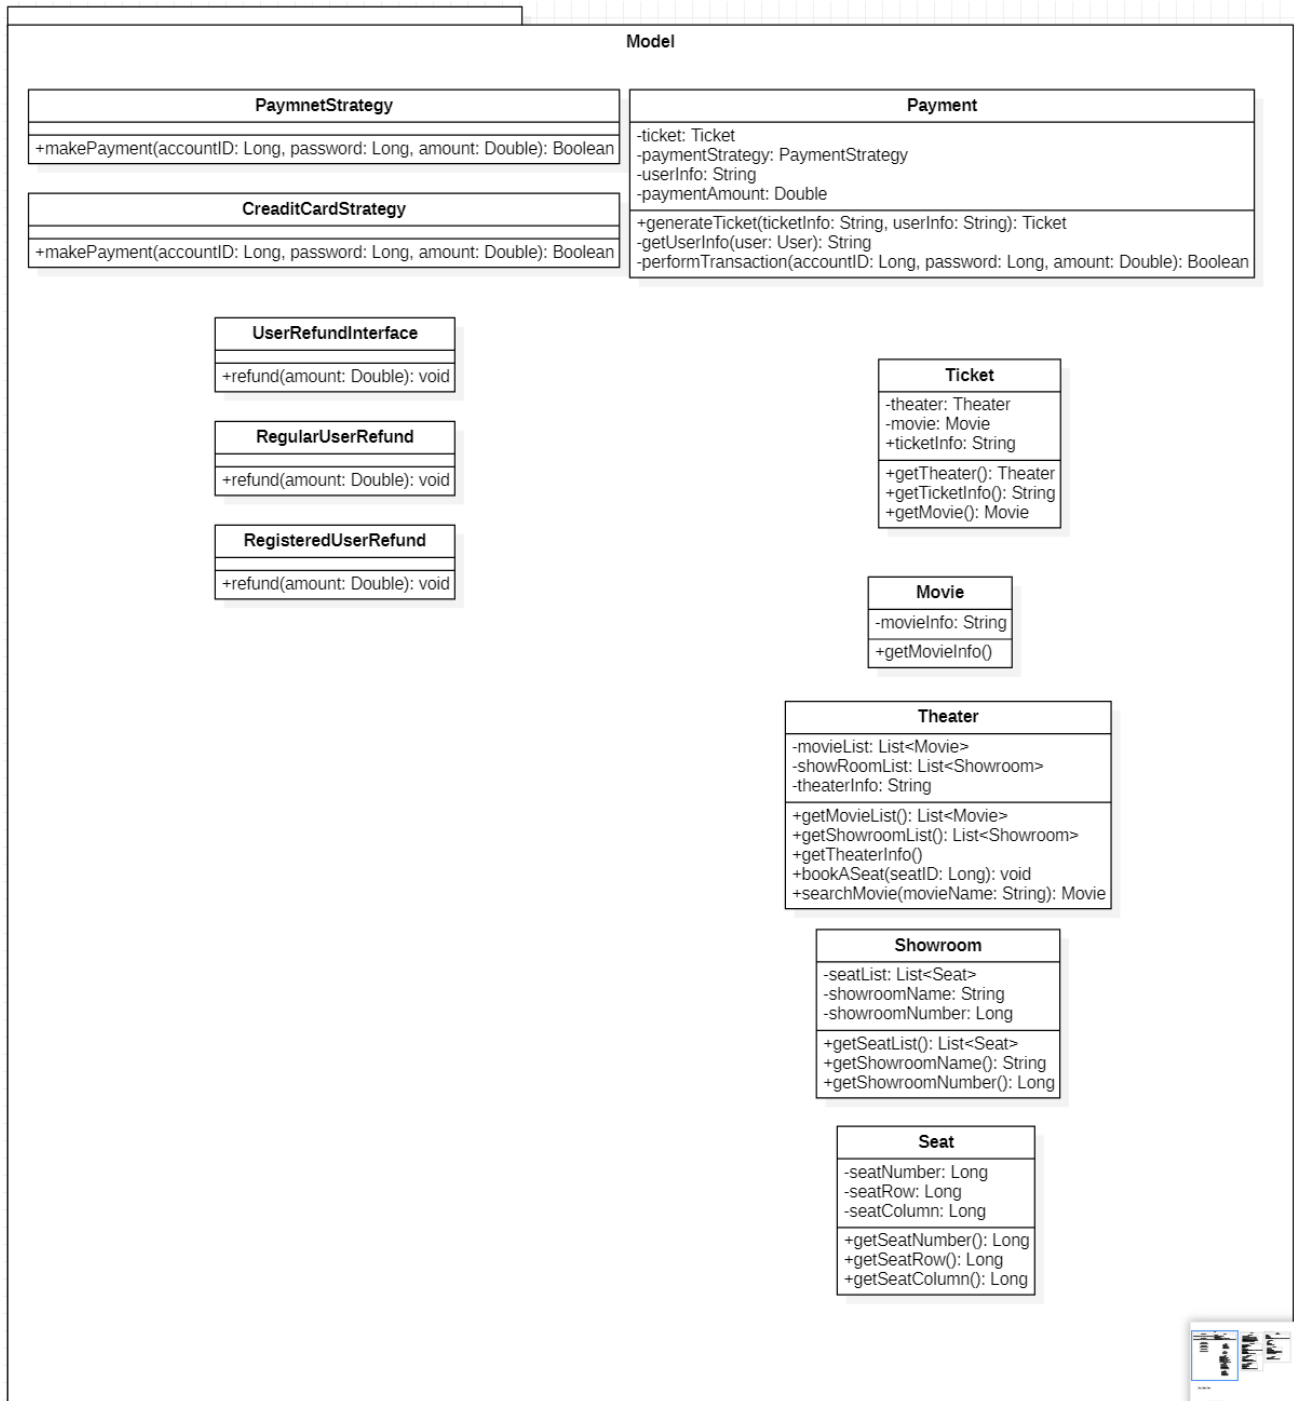 Model
PaymnetStrategy
+makePayment(accountID: Long, password: Long, amount: Double): Boolean
CreaditCardStrategy
+makePayment(accountID: Long, password: Long, amount: Double): Boolean
Payment
-ticket: Ticket
-paymentStrategy: PaymentStrategy
-userInfo: String
-paymentAmount: Double
+generateTicket(ticketInfo: String, userInfo: String): Ticket
-getUserInfo(user: User): String
-performTransaction(accountID: Long, password: Long, amount: Double): Boolean
UserRefundInterface
+refund(amount: Double): void
RegularUserRefund
+refund(amount: Double): void
RegisteredUserRefund
+refund(amount: Double): void
Ticket
-theater: Theater
-movie: Movie
+ticketInfo: String
+getTheater(): Theater
+getTicketInfo(): String
+getMovie(): Movie
Movie
-movieInfo: String
+getMovieInfo()
Theater
-movieList: List<Movie>
-showRoomList: List<Showroom>
-theaterInfo: String
+getMovieList(): List<Movie>
+getShowroomList(): List<Showroom>
+getTheaterInfo()
+bookASeat(seatID: Long): void
+searchMovie(movieName: String): Movie
Showroom
-seatList: List<Seat>
-showroomName: String
-showroomNumber: Long
+getSeatList(): List<Seat>
+getShowroomName(): String
+getShowroomNumber(): Long
Seat
-seatNumber: Long
-seatRow: Long
-seatColumn: Long
+getSeatNumber(): Long
+getSeatRow(): Long
+getSeatColumn(): Long